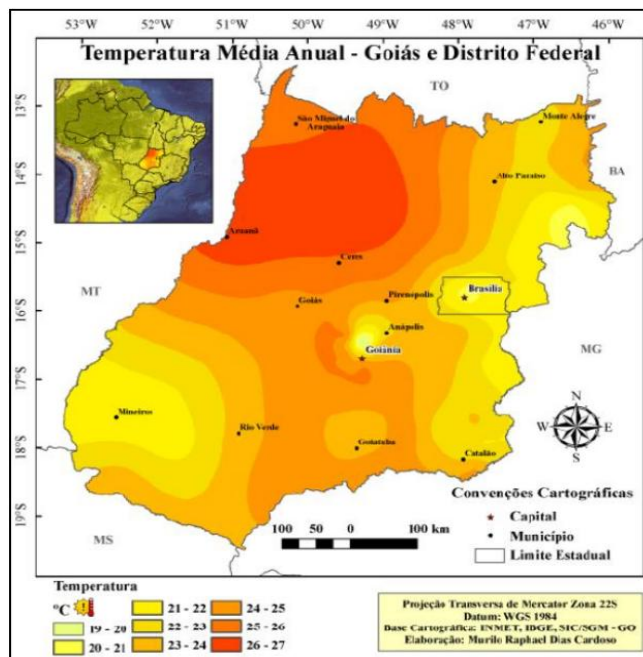 53°W 52°W 51°W 50°W 49°W 48°W 47°W 46°W
Temperatura Média Anual - Goiás e Distrito Federal
TO
13°S
14°S
15°S
16°S
17°S
18°S
19°S
São Miguel do
Araguaia
Monte Alegre
Alto Paraíso
BA
Aruanã
Ceres
MT
Goiás
Pirenópolis
Brasília
Anápolis
Goiânia
MG
Mineiros
Rio Verde
Goiatuba
Catalão
N
W E
S
MS
Convenções Cartográficas
Capital
Município
Limite Estadual
100 50 0 100 km
Temperatura
°C
19 - 20
20 - 21
21 - 22
22 - 23
23 - 24
24 - 25
25 - 26
26 - 27
Projeção Transversa de Mercator Zona 22S
Datum: WGS 1984
Base Cartográfica: INMET, IDGE, SIC/SGM - GO
Elaboração: Murilo Raphael Dias Cardoso